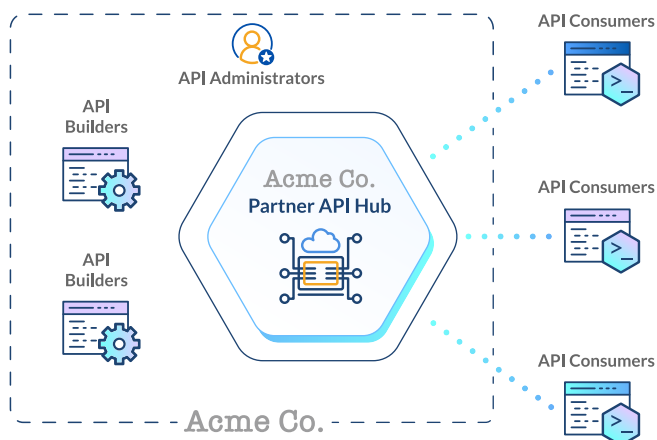 API Administrators
API
Builders
API
Builders
Acme Co.
Partner API Hub
API Consumers
>_
API Consumers
>_
API Consumers
>_
Acme Co.